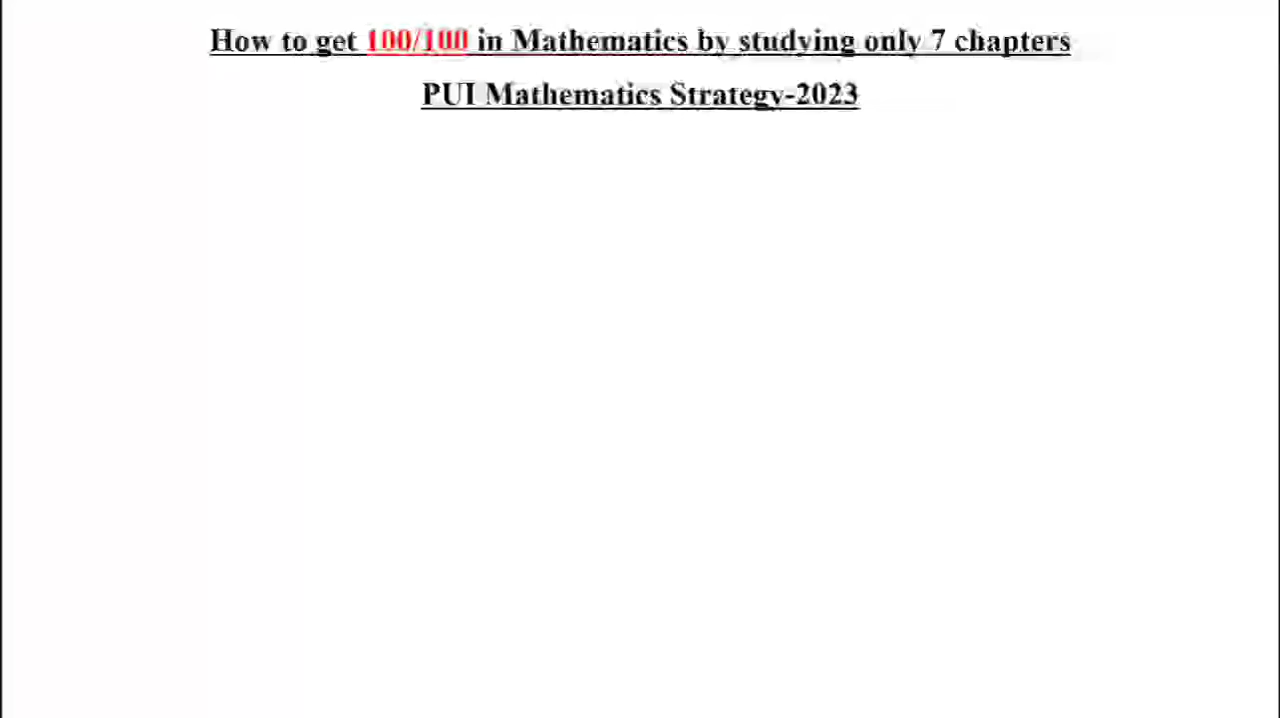 How to get 100/100 in Mathematics by studying only 7 chapters
PUI Mathematics Strategy-2023